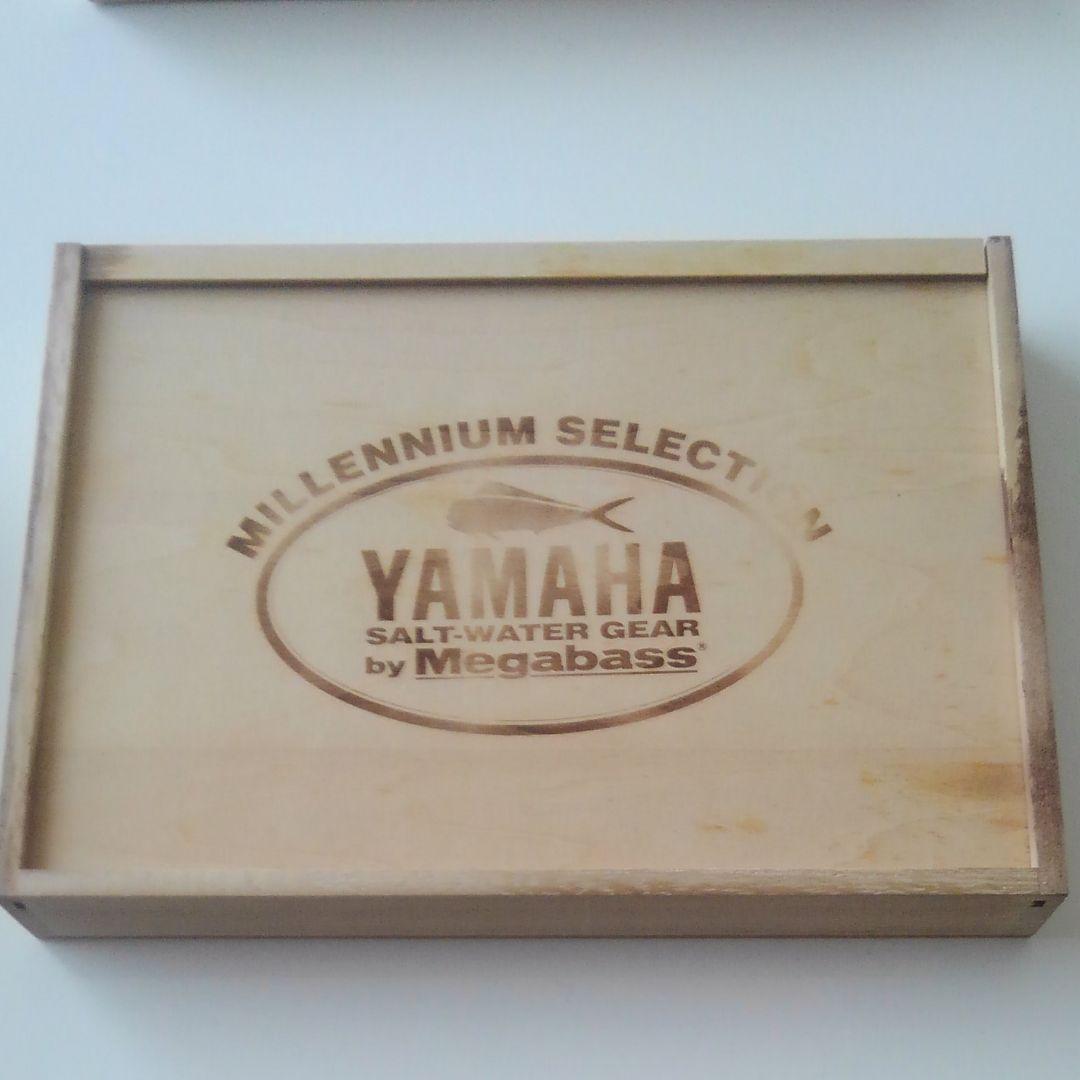 MILLENNIUM SELECTION
YAMAHA
SALT-WATER GEAR
by Megabass®